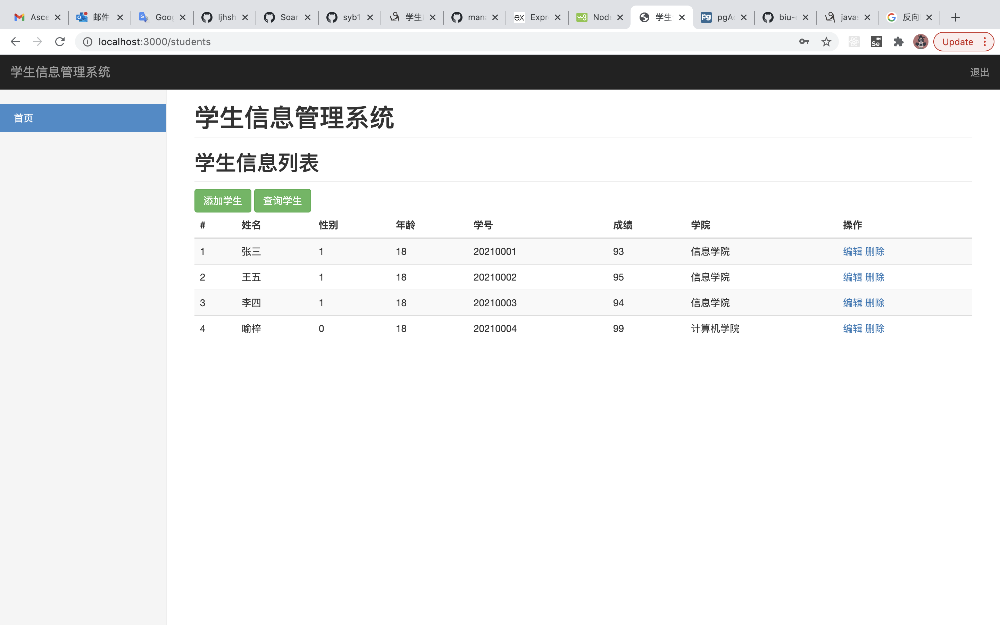 Asce 邮件 Goog ljhsh Soar syb1 学生 mana Expr Node 学生 pgAd biu- javas 反向
localhost:3000/students Se Update
学生信息管理系统 退出
首页
学生信息管理系统
学生信息列表
添加学生 查询学生
# 姓名 性别 年龄 学号 成绩 学院 操作
1 张三 1 18 20210001 93 信息学院 编辑 删除
2 王五 1 18 20210002 95 信息学院 编辑 删除
3 李四 1 18 20210003 94 信息学院 编辑 删除
4 喻梓 0 18 20210004 99 计算机学院 编辑 删除